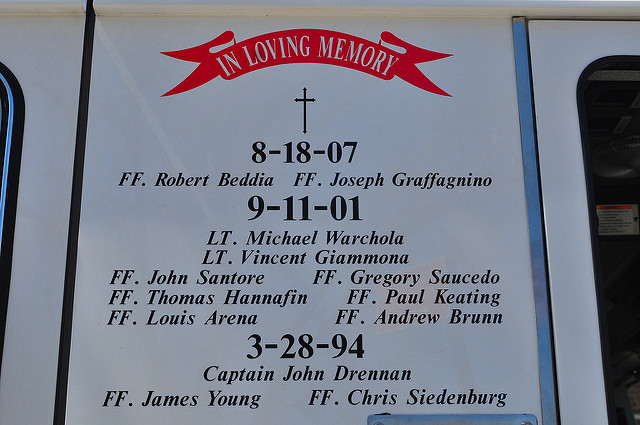 IN LOVING MEMORY
8-18-07
FF. Robert Beddia FF. Joseph Graffagnino
9-11-01
LT. Michael Warchola
LT. Vincent Giammona
FF. John Santore FF. Gregory Saucedo
FF. Thomas Hannafin FF. Paul Keating
FF. Louis Arena FF. Andrew Brunn
3-28-94
Captain John Drennan
FF. James Young FF. Chris Siedenburg